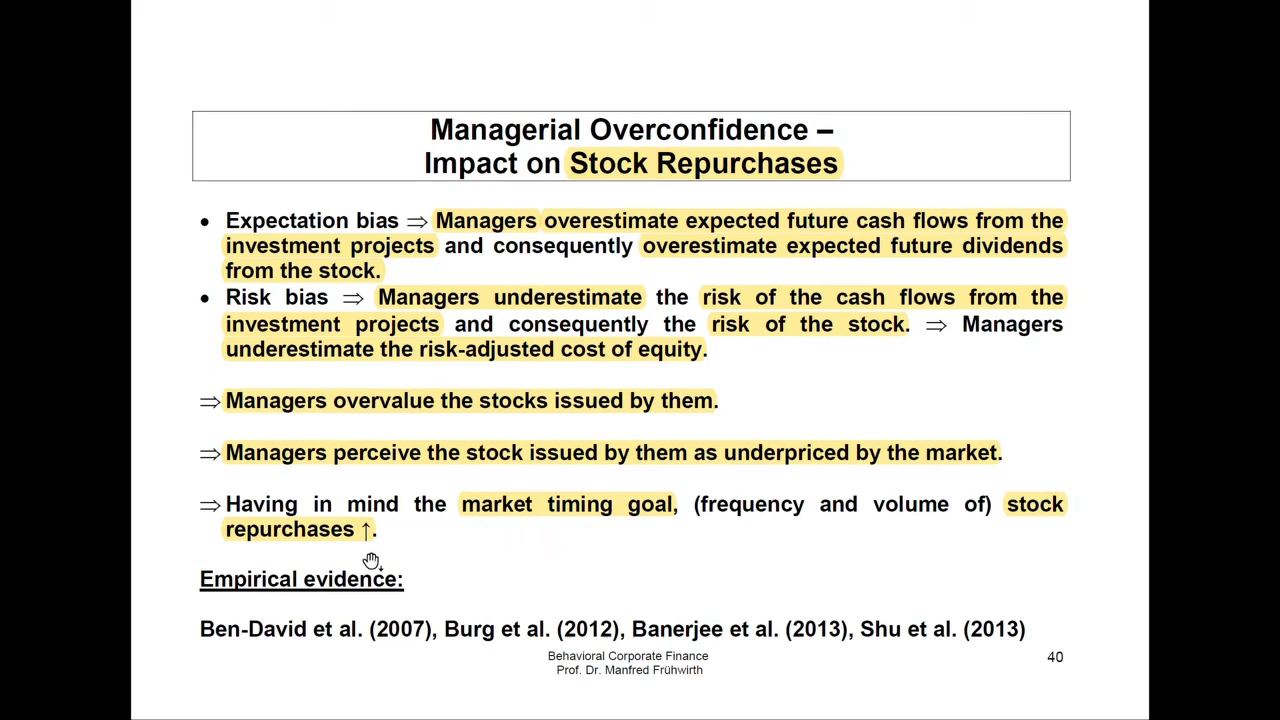 Managerial Overconfidence –
Impact on Stock Repurchases
• Expectation bias ⇒ Managers overestimate expected future cash flows from the
investment projects and consequently overestimate expected future dividends
from the stock.
• Risk bias ⇒ Managers underestimate the risk of the cash flows from the
investment projects and consequently the risk of the stock. ⇒ Managers
underestimate the risk-adjusted cost of equity.
⇒ Managers overvalue the stocks issued by them.
⇒ Managers perceive the stock issued by them as underpriced by the market.
⇒ Having in mind the market timing goal, (frequency and volume of) stock
repurchases ↑.
Empirical evidence:
Ben-David et al. (2007), Burg et al. (2012), Banerjee et al. (2013), Shu et al. (2013)
Behavioral Corporate Finance
Prof. Dr. Manfred Frühwirth
40